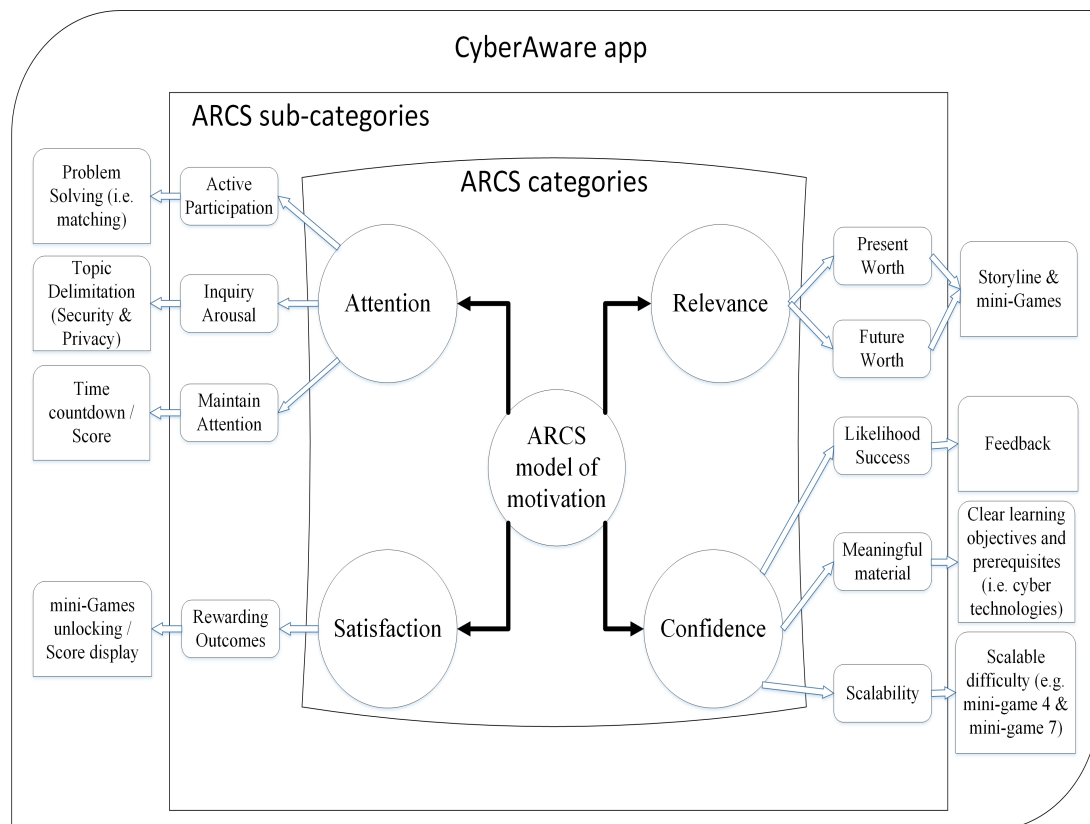 CyberAware app
ARCS sub-categories
ARCS categories
Problem
Solving (i.e.
matching)
Active
Participation
Topic
Delimitation
(Security &
Privacy)
Inquiry
Arousal
Time
countdown /
Score
Maintain
Attention
Attention
Relevance
Present
Worth
Future
Worth
Storyline &
mini-Games
ARCS
model of
motivation
Likelihood
Success
Feedback
Meaningful
material
Clear learning
objectives and
prerequisites
(i.e. cyber
technologies)
mini-Games
unlocking /
Score display
Rewarding
Outcomes
Satisfaction
Confidence
Scalability
Scalable
difficulty (e.g.
mini-game 4 &
mini-game 7)